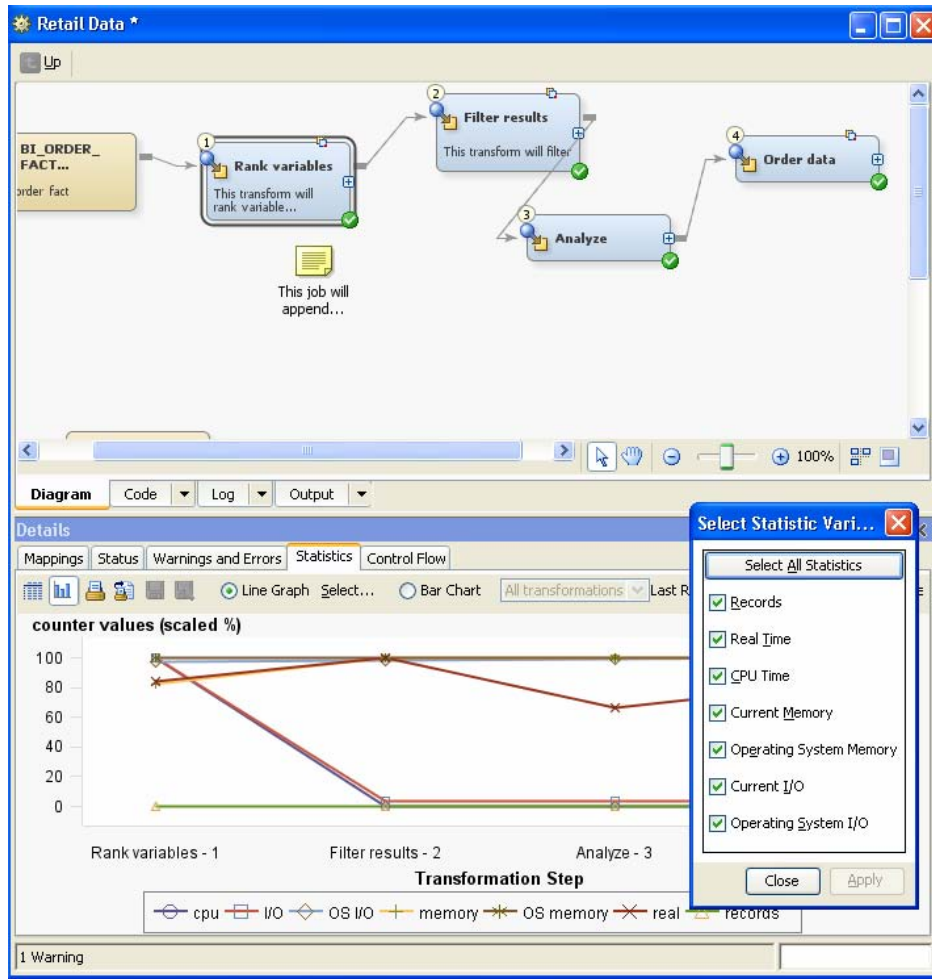 Retail Data *
Up
1
2
3
4
BI_ORDER_
FACT...
order fact
Rank variables
This transform will
rank variable...
Filter results
This transform will filter
Analyze
Order data
This job will
append...
100%
Diagram Code Log Output
Details
Mappings Status Warnings and Errors Statistics Control Flow
Line Graph Select... Bar Chart All transformations Last R
counter values (scaled %)
100
80
60
40
20
0
Rank variables - 1 Filter results - 2 Analyze - 3
Transformation Step
cpu I/O OS I/O memory OS memory real records
Select Statistic Vari...
Select All Statistics
Records
Real Time
CPU Time
Current Memory
Operating System Memory
Current I/O
Operating System I/O
Close Apply
1 Warning